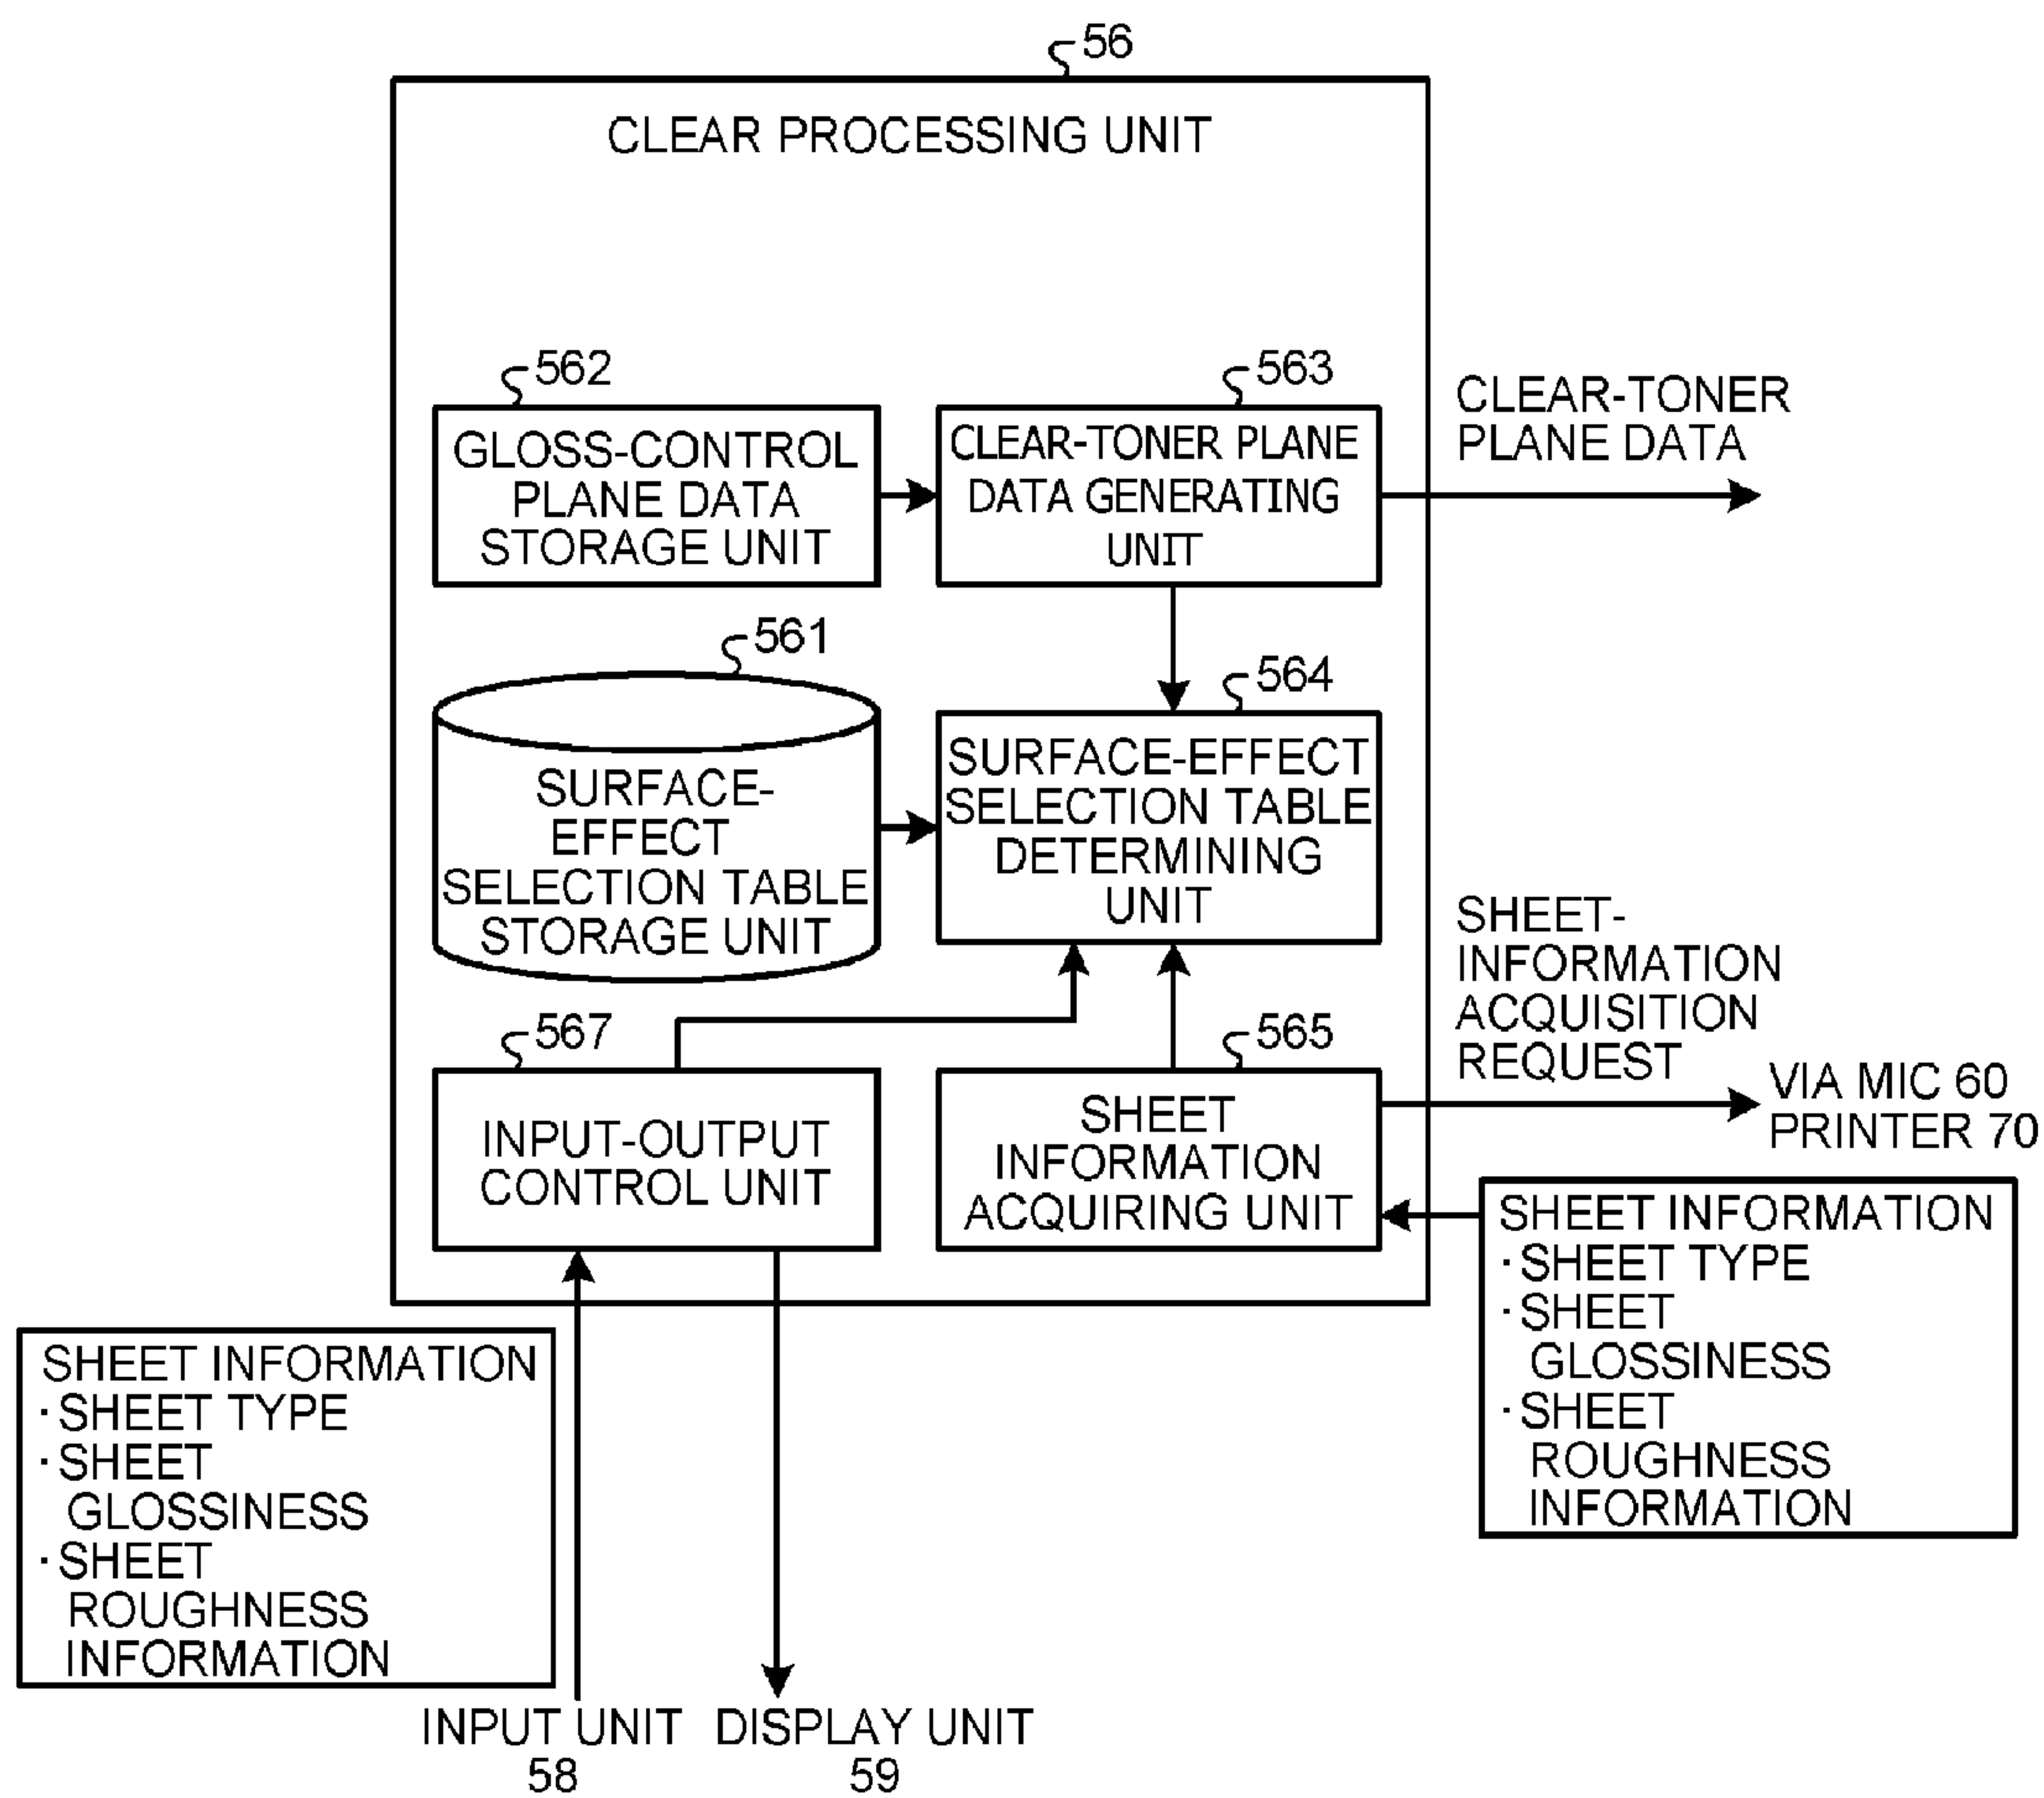 56
CLEAR PROCESSING UNIT
562
GLOSS-CONTROL
PLANE DATA
STORAGE UNIT
563
CLEAR-TONER PLANE
DATA GENERATING
UNIT
CLEAR-TONER
PLANE DATA
561
SURFACE-
EFFECT
SELECTION TABLE
STORAGE UNIT
564
SURFACE-EFFECT
SELECTION TABLE
DETERMINING
UNIT
SHEET-
INFORMATION
ACQUISITION
REQUEST
VIA MIC 60
PRINTER 70
567
INPUT-OUTPUT
CONTROL UNIT
565
SHEET
INFORMATION
ACQUIRING UNIT
SHEET INFORMATION
·SHEET TYPE
·SHEET
GLOSSINESS
·SHEET
ROUGHNESS
INFORMATION
SHEET INFORMATION
·SHEET TYPE
·SHEET
GLOSSINESS
·SHEET
ROUGHNESS
INFORMATION
INPUT UNIT
58
DISPLAY UNIT
59